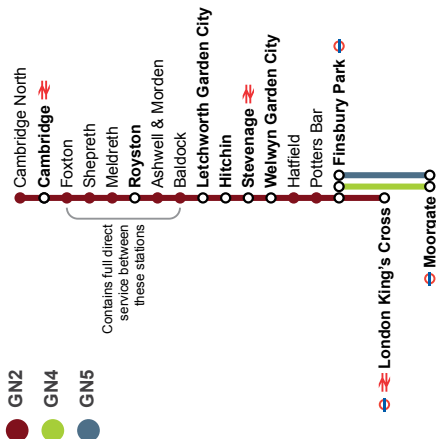 GN2
GN4
GN5
Cambridge North
Cambridge
Foxton
Shepreth
Meldreth
Royston
Ashwell & Morden
Baldock
Letchworth Garden City
Hitchin
Stevenage
Welwyn Garden City
Hatfield
Potters Bar
Finsbury Park
London King's Cross
Moorgate
Contains full direct
service between
these stations